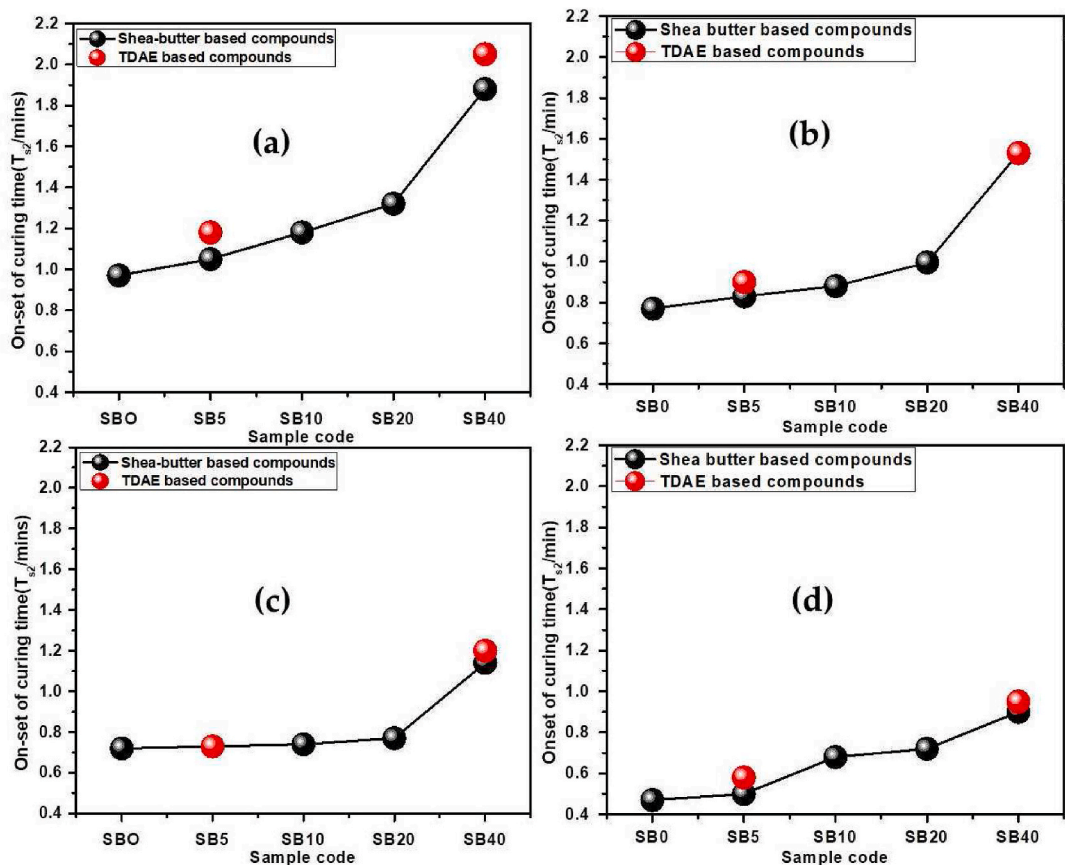 2.2
2.0
1.8
1.6
1.4
1.2
1.0
0.8
0.6
0.4
On-set of curing time(Ts2/mins)
Shea-butter based compounds
TDAE based compounds
(a)
SBO SB5 SB10 SB20 SB40
Sample code
2.2
2.0
1.8
1.6
1.4
1.2
1.0
0.8
0.6
0.4
Onset of curing time(Ts2/min)
Shea butter based compounds
TDAE based compounds
(b)
SB0 SB5 SB10 SB20 SB40
Sample code
2.2
2.0
1.8
1.6
1.4
1.2
1.0
0.8
0.6
0.4
On-set of curing time(Ts2/mins)
Shea-butter based compounds
TDAE based compounds
(c)
SBO SB5 SB10 SB20 SB40
Sample code
2.2
2.0
1.8
1.6
1.4
1.2
1.0
0.8
0.6
0.4
Onset of curing time(Ts2/min)
Shea butter based compounds
TDAE based compounds
(d)
SB0 SB5 SB10 SB20 SB40
Sample code